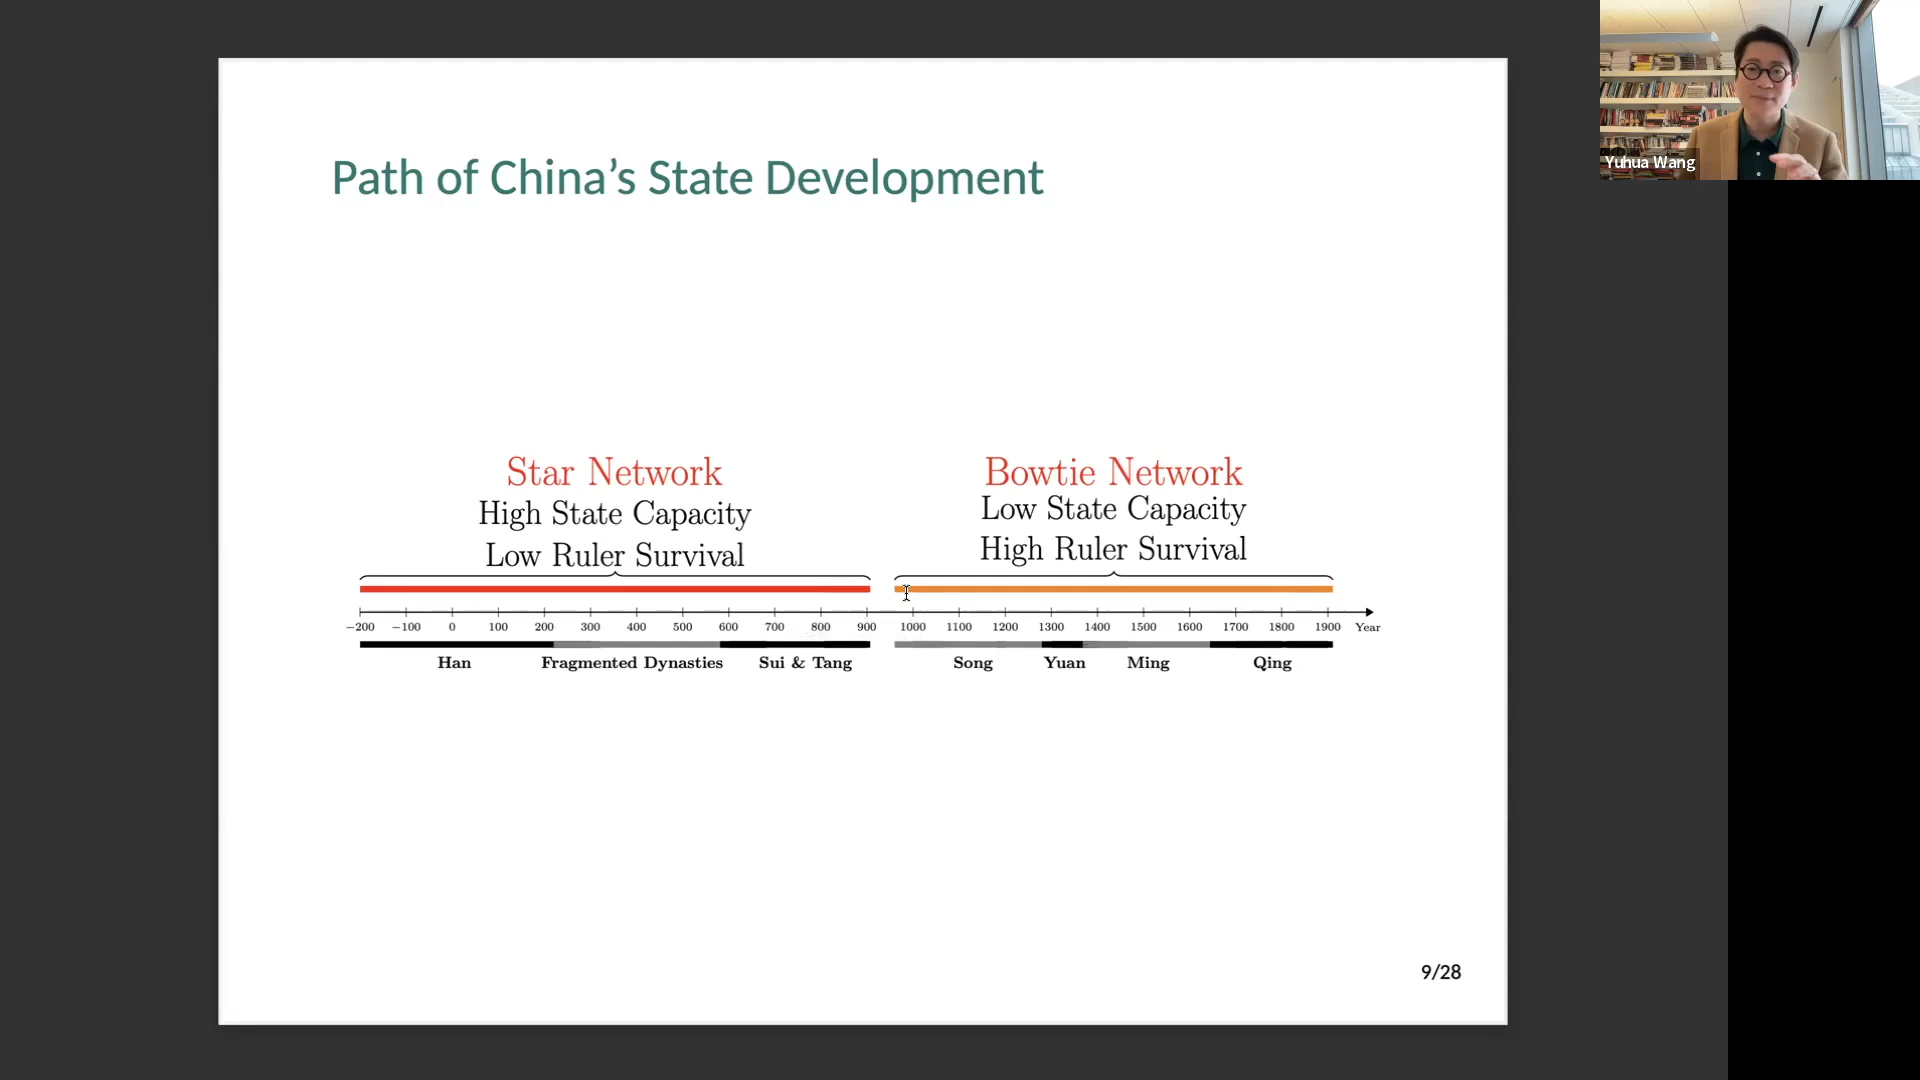 Path of China's State Development
Star Network
High State Capacity
Low Ruler Survival
Bowtie Network
Low State Capacity
High Ruler Survival
−200 −100 0 100 200 300 400 500 600 700 800 900 1000 1100 1200 1300 1400 1500 1600 1700 1800 1900 Year
Han Fragmented Dynasties Sui & Tang Song Yuan Ming Qing
9/28
Yuhua Wang